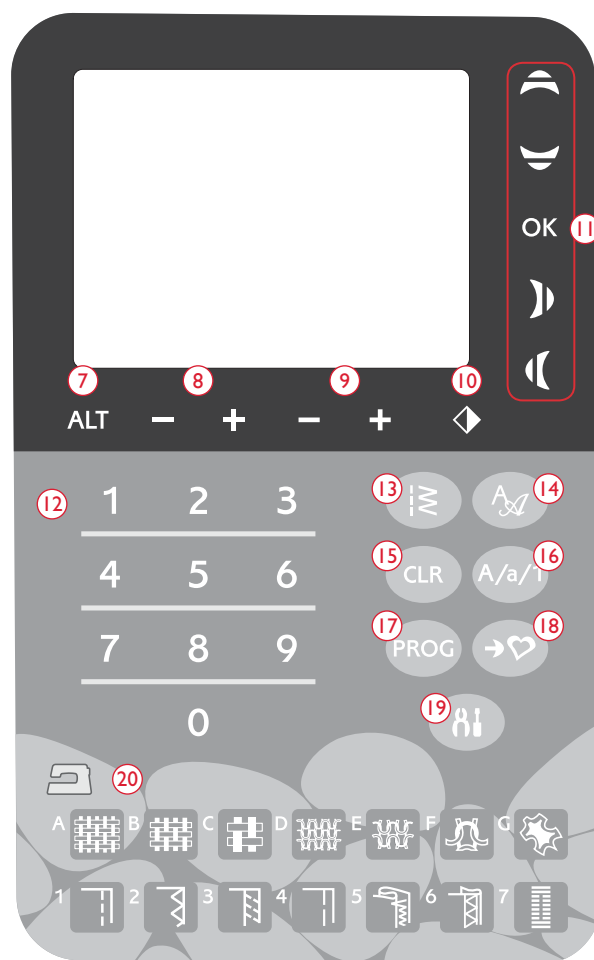 OK 11
7 8 9 10
ALT − + − +
12 1 2 3 13 14 A
4 5 6 15 CLR 16 A/a/1
7 8 9 17 PROG 18
0 19
20
A B C D E F G
1 2 3 4 5 6 7